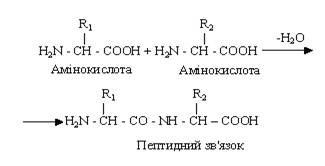 R₁ R₂
H₂N - CH - COOH + H₂N - CH - COOH -H₂O
Амінокислота Амінокислота
R₁ R₂
H₂N - CH - CO - NH - CH - COOH
Пептидний зв'язок